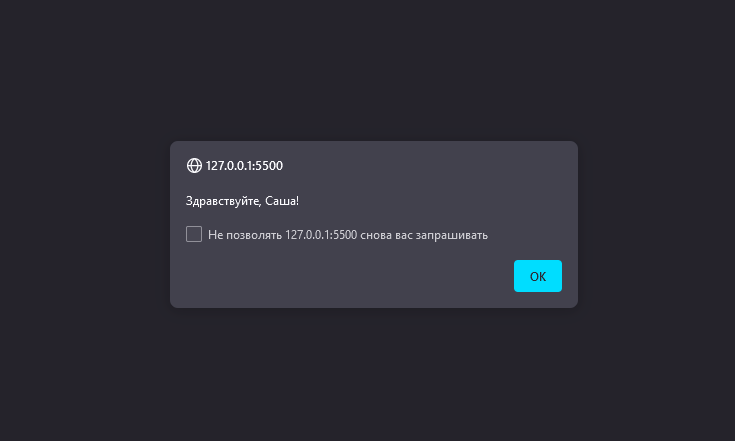 127.0.0.1:5500
Здравствуйте, Саша!
Не позволять 127.0.0.1:5500 снова вас запрашивать
OK